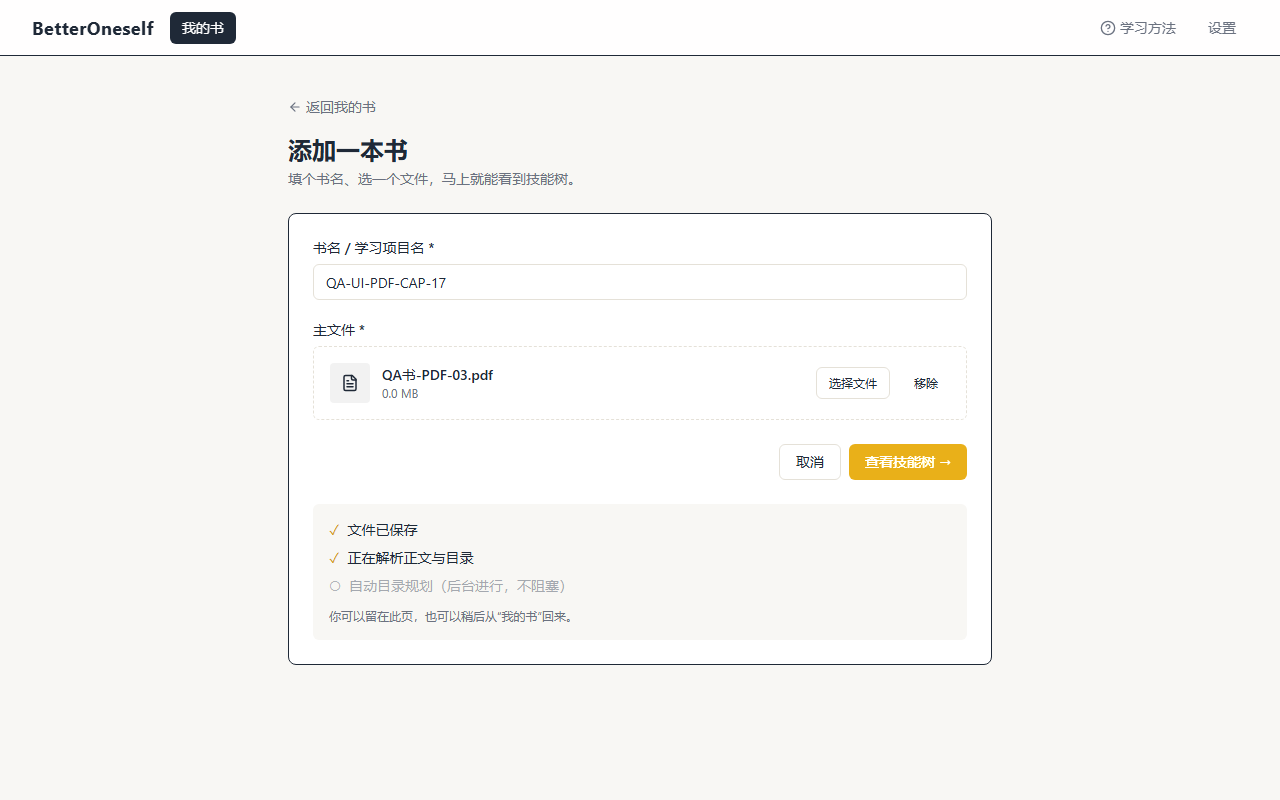 BetterOneself 我的书 学习方法 设置
← 返回我的书
添加一本书
填个书名、选一个文件，马上就能看到技能树。
书名 / 学习项目名 *
QA-UI-PDF-CAP-17
主文件 *
QA书-PDF-03.pdf
0.0 MB
选择文件 移除
取消 查看技能树 →
✓ 文件已保存
✓ 正在解析正文与目录
○ 自动目录规划（后台进行，不阻塞）
你可以留在此页，也可以稍后从“我的书”回来。